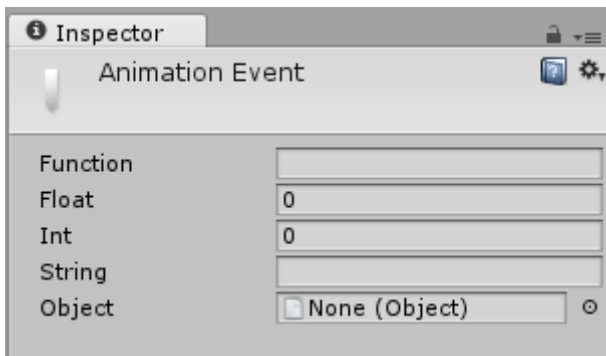 Inspector
Animation Event
Function
Float 0
Int 0
String
Object None (Object)